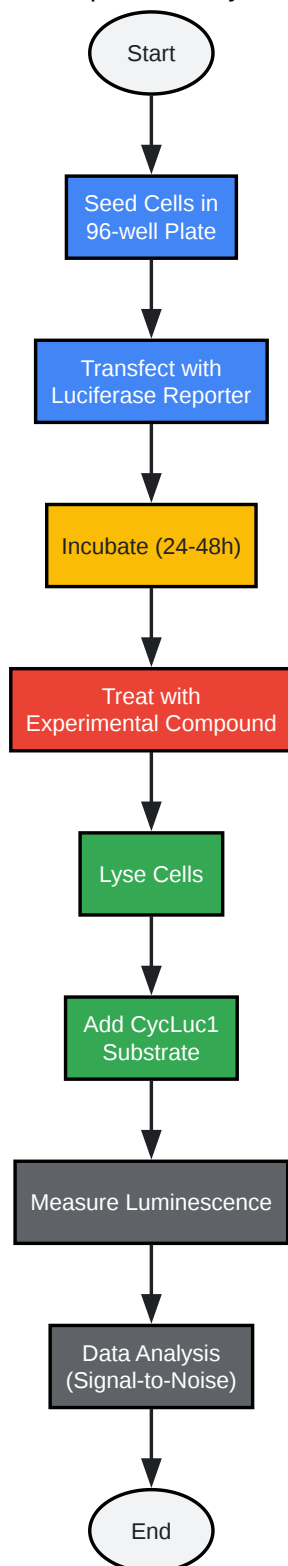 Start
Seed Cells in
96-well Plate
Transfect with
Luciferase Reporter
Incubate (24-48h)
Treat with
Experimental Compound
Lyse Cells
Add CycLuc1
Substrate
Measure Luminescence
Data Analysis
(Signal-to-Noise)
End